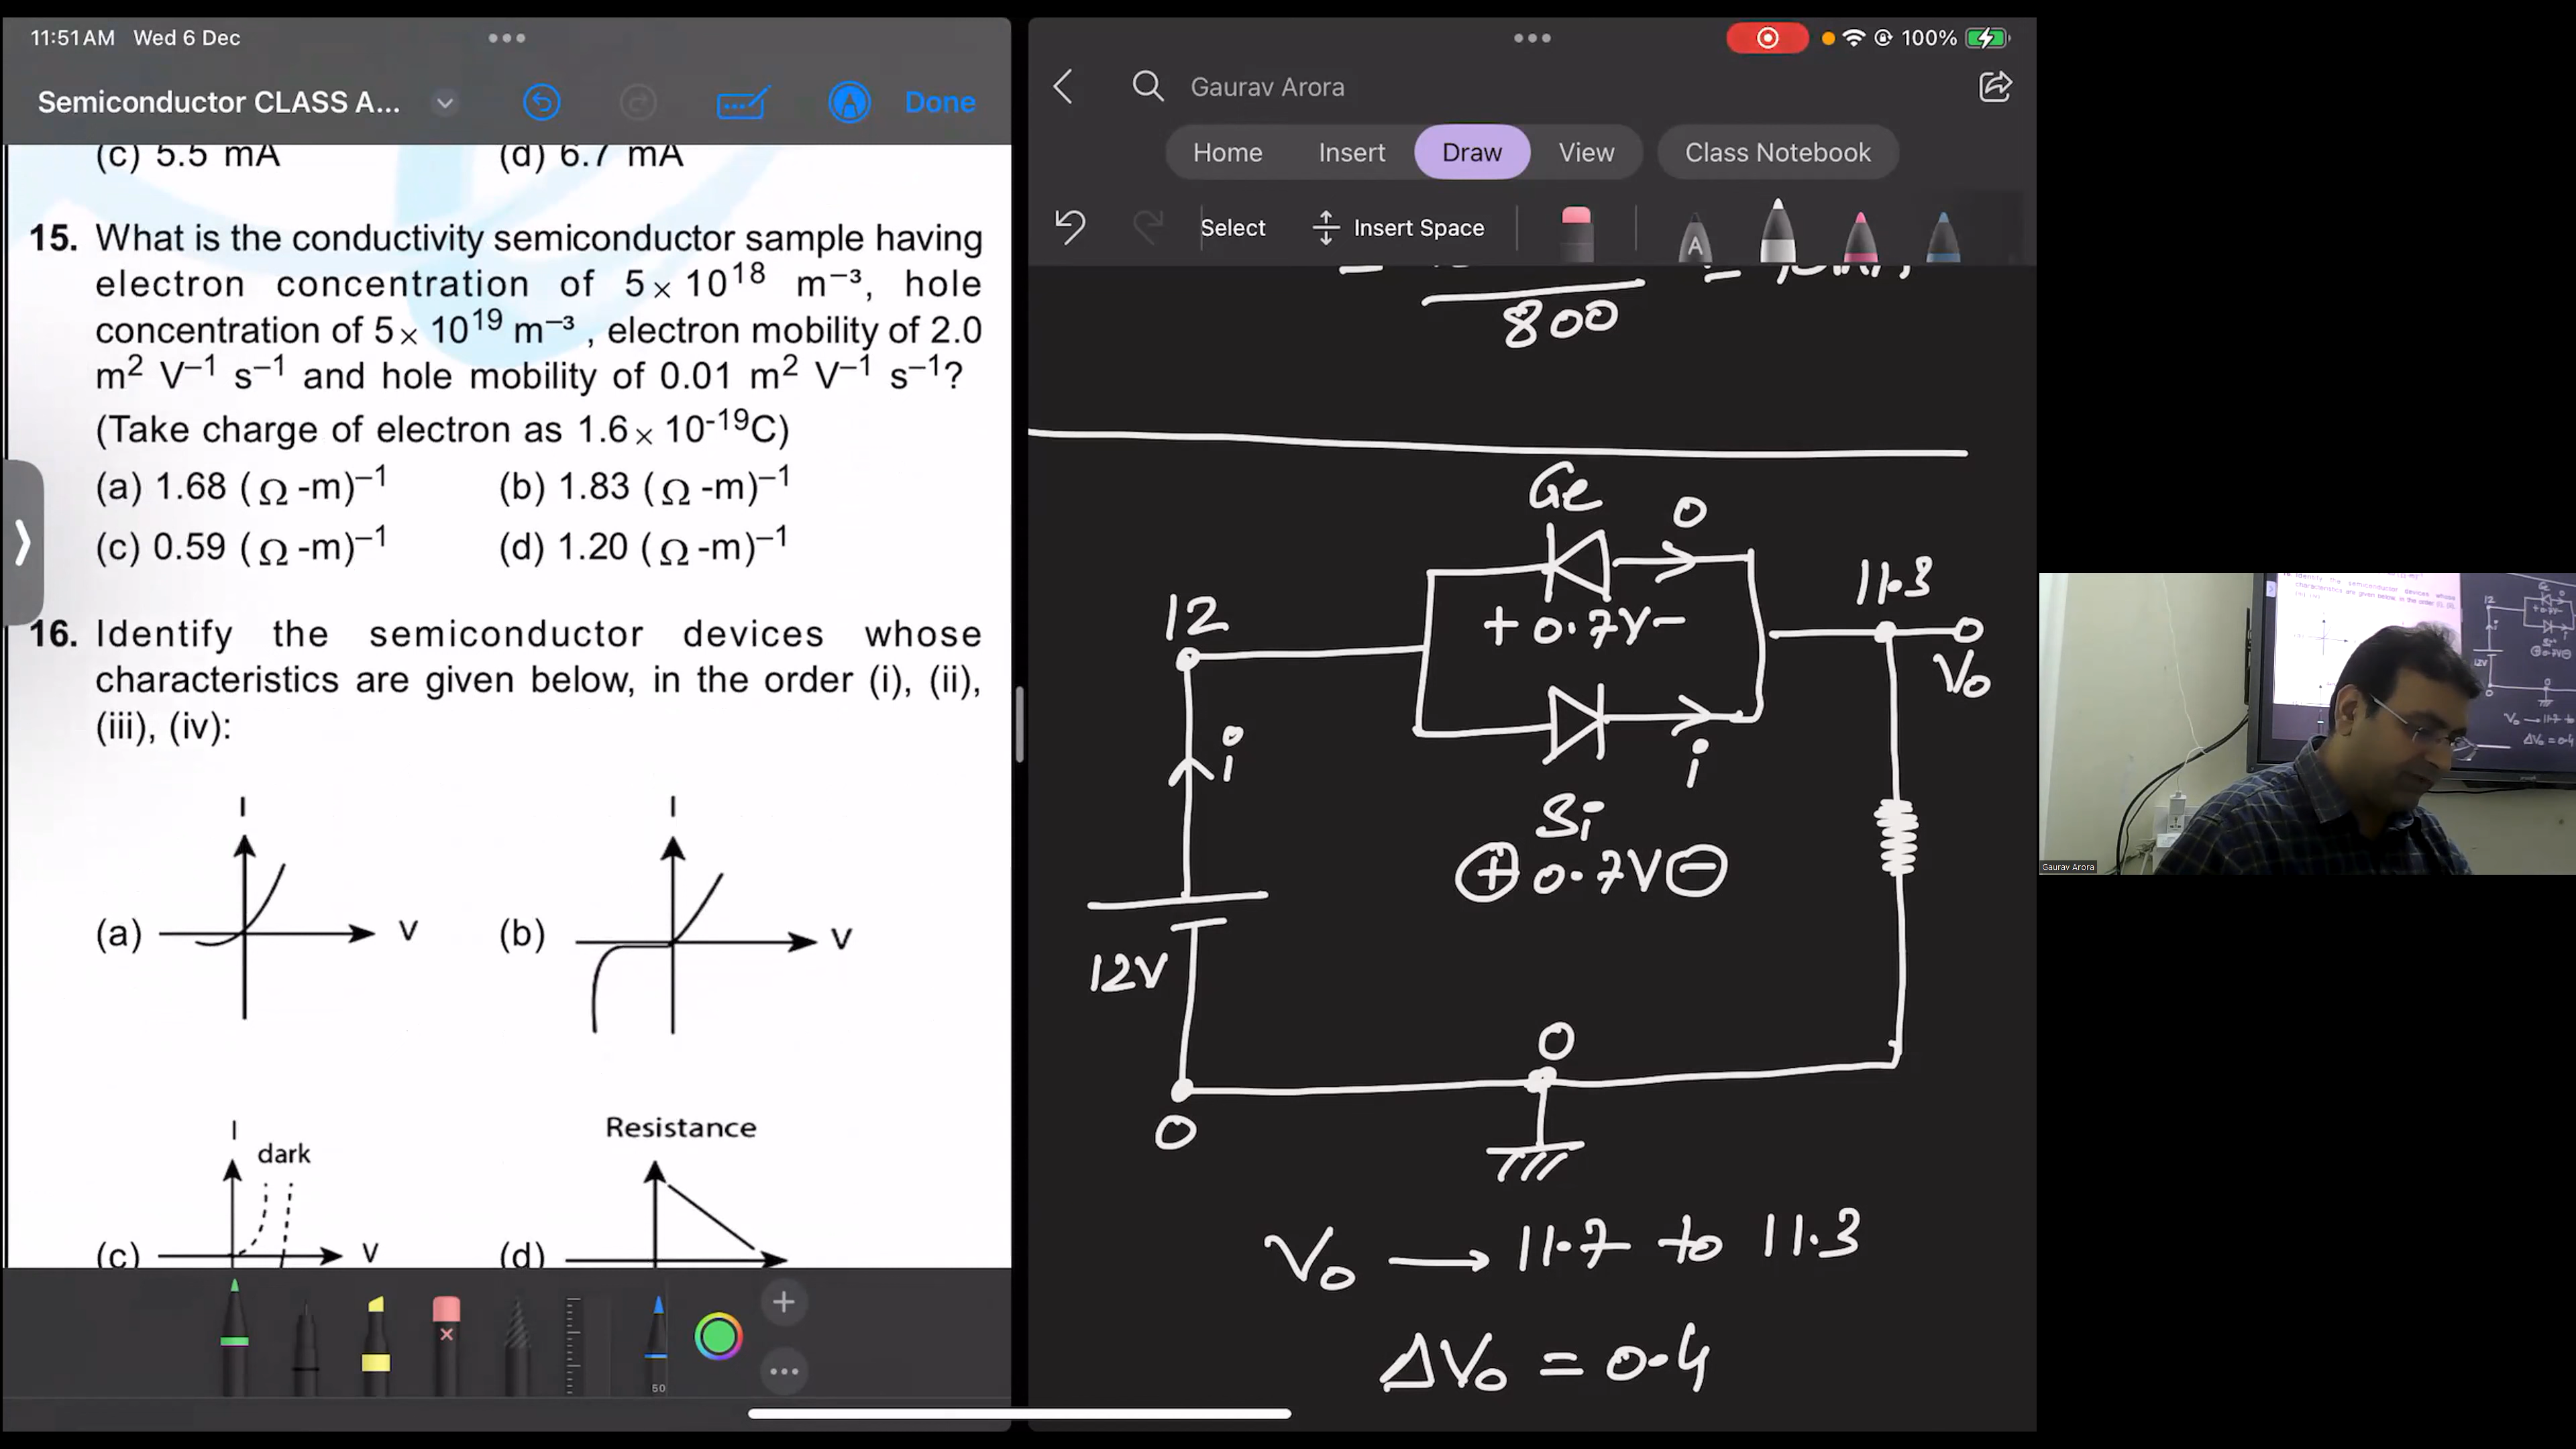 11:51 AM Wed 6 Dec
Semiconductor CLASS A...
Done
(c) 5.5 mA (d) 6.7 mA
15. What is the conductivity semiconductor sample having
electron concentration of 5× 10¹⁸ m⁻³, hole
concentration of 5× 10¹⁹ m⁻³ , electron mobility of 2.0
m² V⁻¹ s⁻¹ and hole mobility of 0.01 m² V⁻¹ s⁻¹?
(Take charge of electron as 1.6× 10⁻¹⁹C)
(a) 1.68 (Ω-m)⁻¹ (b) 1.83 (Ω-m)⁻¹
(c) 0.59 (Ω-m)⁻¹ (d) 1.20 (Ω-m)⁻¹
16. Identify the semiconductor devices whose
characteristics are given below, in the order (i), (ii),
(iii), (iv):
I I
(a) V (b) V
I dark Resistance
(c) V (d)
50
100%
Gaurav Arora
Home Insert Draw View Class Notebook
Select Insert Space A
800
Ge 0
12 + 0.7V - 11.3
V₀
i i
Si
+ 0.7V -
12V
0
0
V₀ → 11.7 to 11.3
ΔV₀ = 0.4
Gaurav Arora